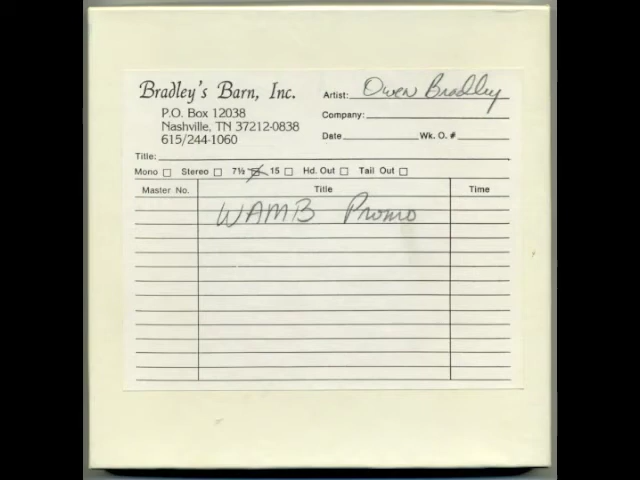 Bradley's Barn, Inc.
P.O. Box 12038
Nashville, TN 37212-0838
615/244-1060
Artist: Owen Bradley
Company:
Date Wk. O. #
Title:
Mono Stereo 7½ 15 Hd. Out Tail Out
Master No. Title Time
WAMB Promo